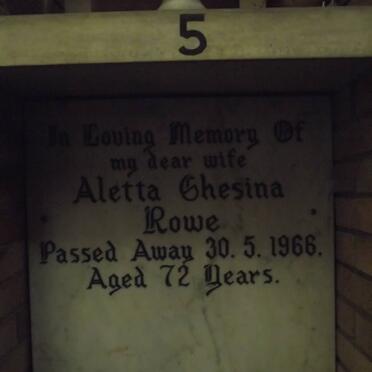 5
In Loving Memory Of
my dear wife
Aletta Ghesina
Rowe
Passed Away 30. 5. 1966.
Aged 72 Years.